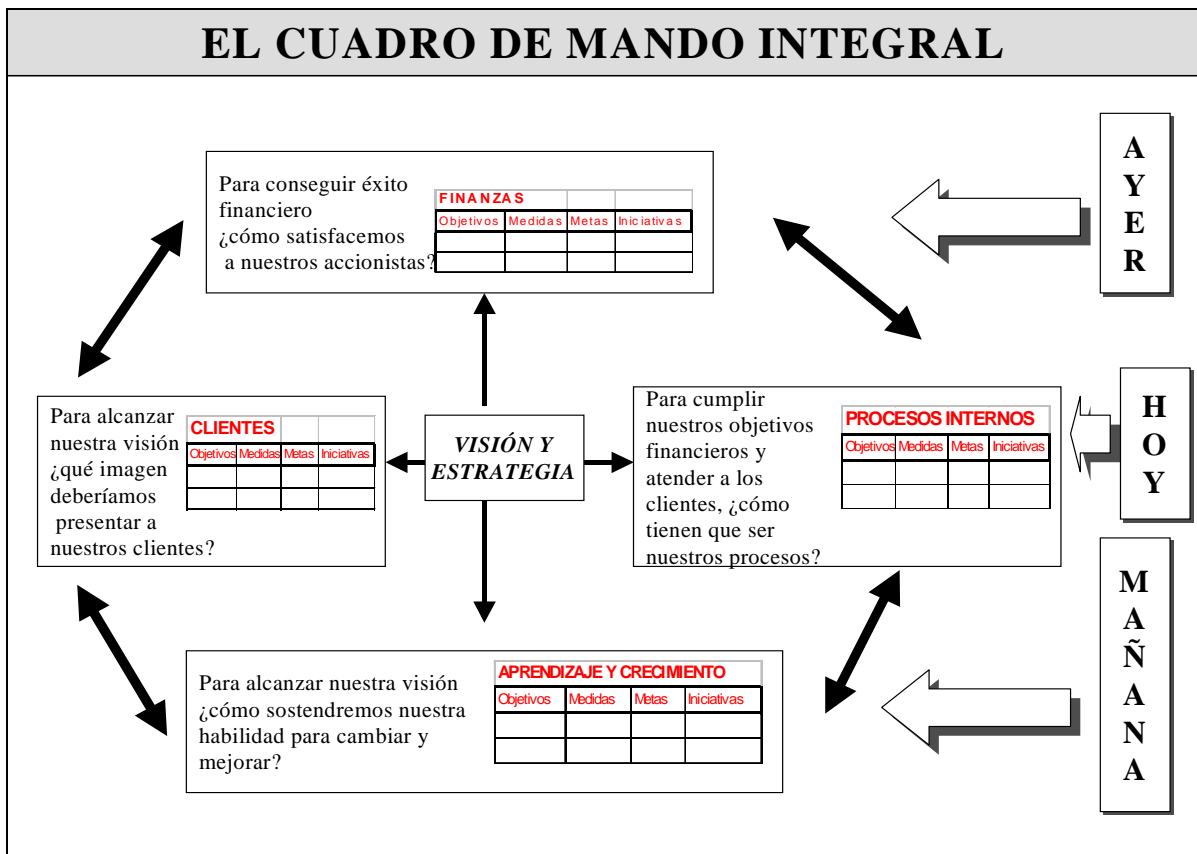 EL CUADRO DE MANDO INTEGRAL
Para conseguir éxito
financiero
¿cómo satisfacemos
a nuestros accionistas?
FINANZAS
Objetivos Medidas Metas Iniciativas
AYER
Para alcanzar
nuestra visión
¿qué imagen
deberíamos
presentar a
nuestros clientes?
CLIENTES
Objetivos Medidas Metas Iniciativas
VISIÓN Y
ESTRATEGIA
Para cumplir
nuestros objetivos
financieros y
atender a los
clientes, ¿cómo
tienen que ser
nuestros procesos?
PROCESOS INTERNOS
Objetivos Medidas Metas Iniciativas
HOY
Para alcanzar nuestra visión
¿cómo sostendremos nuestra
habilidad para cambiar y
mejorar?
APRENDIZAJE Y CRECIMIENTO
Objetivos Medidas Metas Iniciativas
MAÑANA